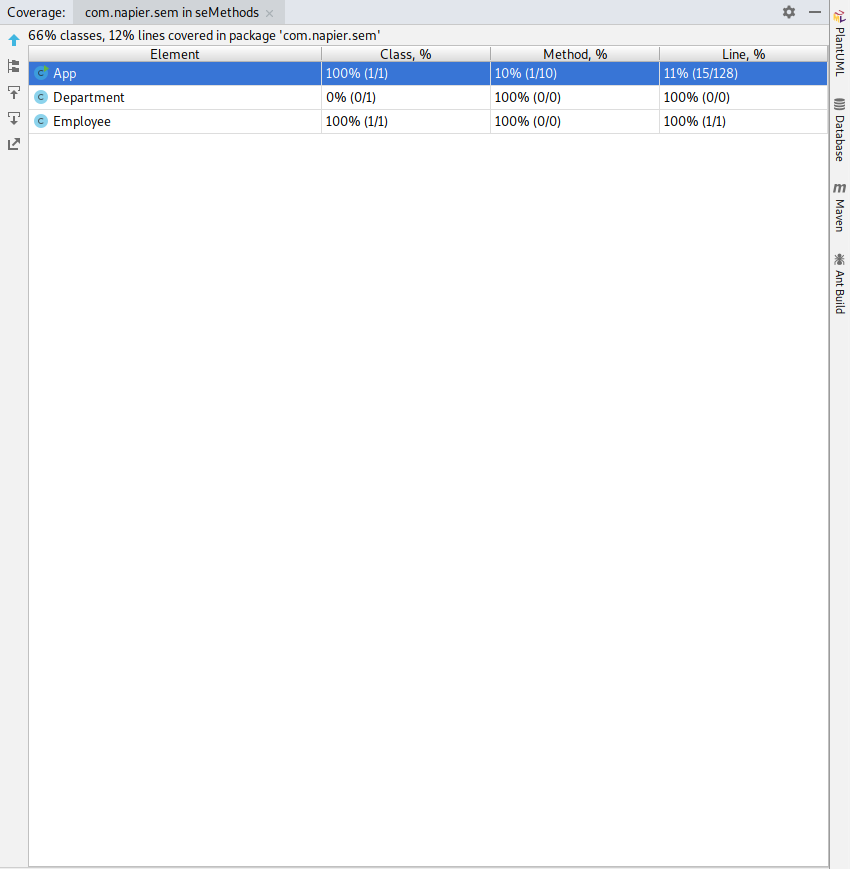 Coverage: com.napier.sem in seMethods
66% classes, 12% lines covered in package 'com.napier.sem'
Element Class, % Method, % Line, %
C App 100% (1/1) 10% (1/10) 11% (15/128)
C Department 0% (0/1) 100% (0/0) 100% (0/0)
C Employee 100% (1/1) 100% (0/0) 100% (1/1)
PlantUML
Database
m Maven
Ant Build